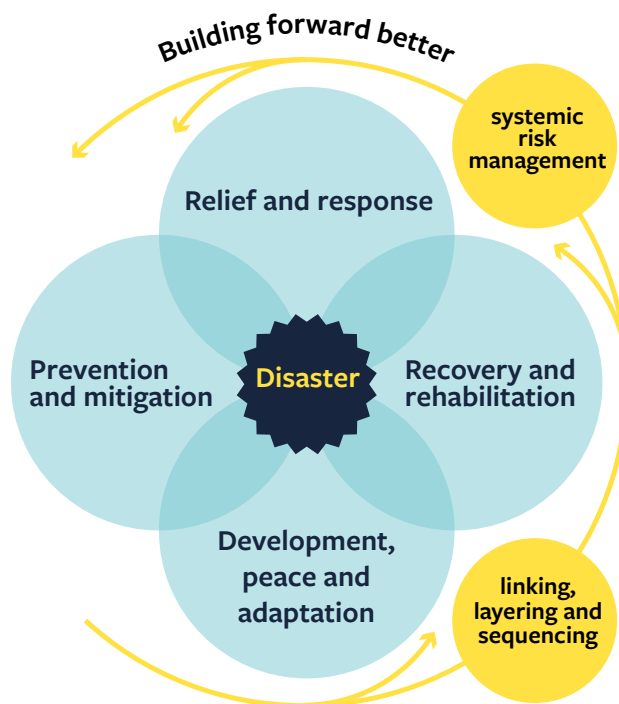 Building forward better
systemic
risk
management
Relief and response
Prevention
and mitigation
Disaster
Recovery and
rehabilitation
Development,
peace and
adaptation
linking,
layering and
sequencing